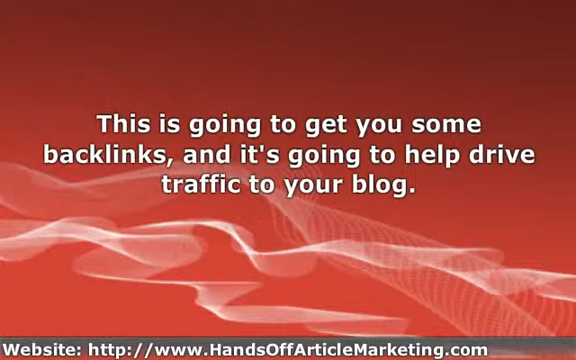 This is going to get you some
backlinks, and it's going to help drive
traffic to your blog.
Website: http://www.HandsOffArticleMarketing.com